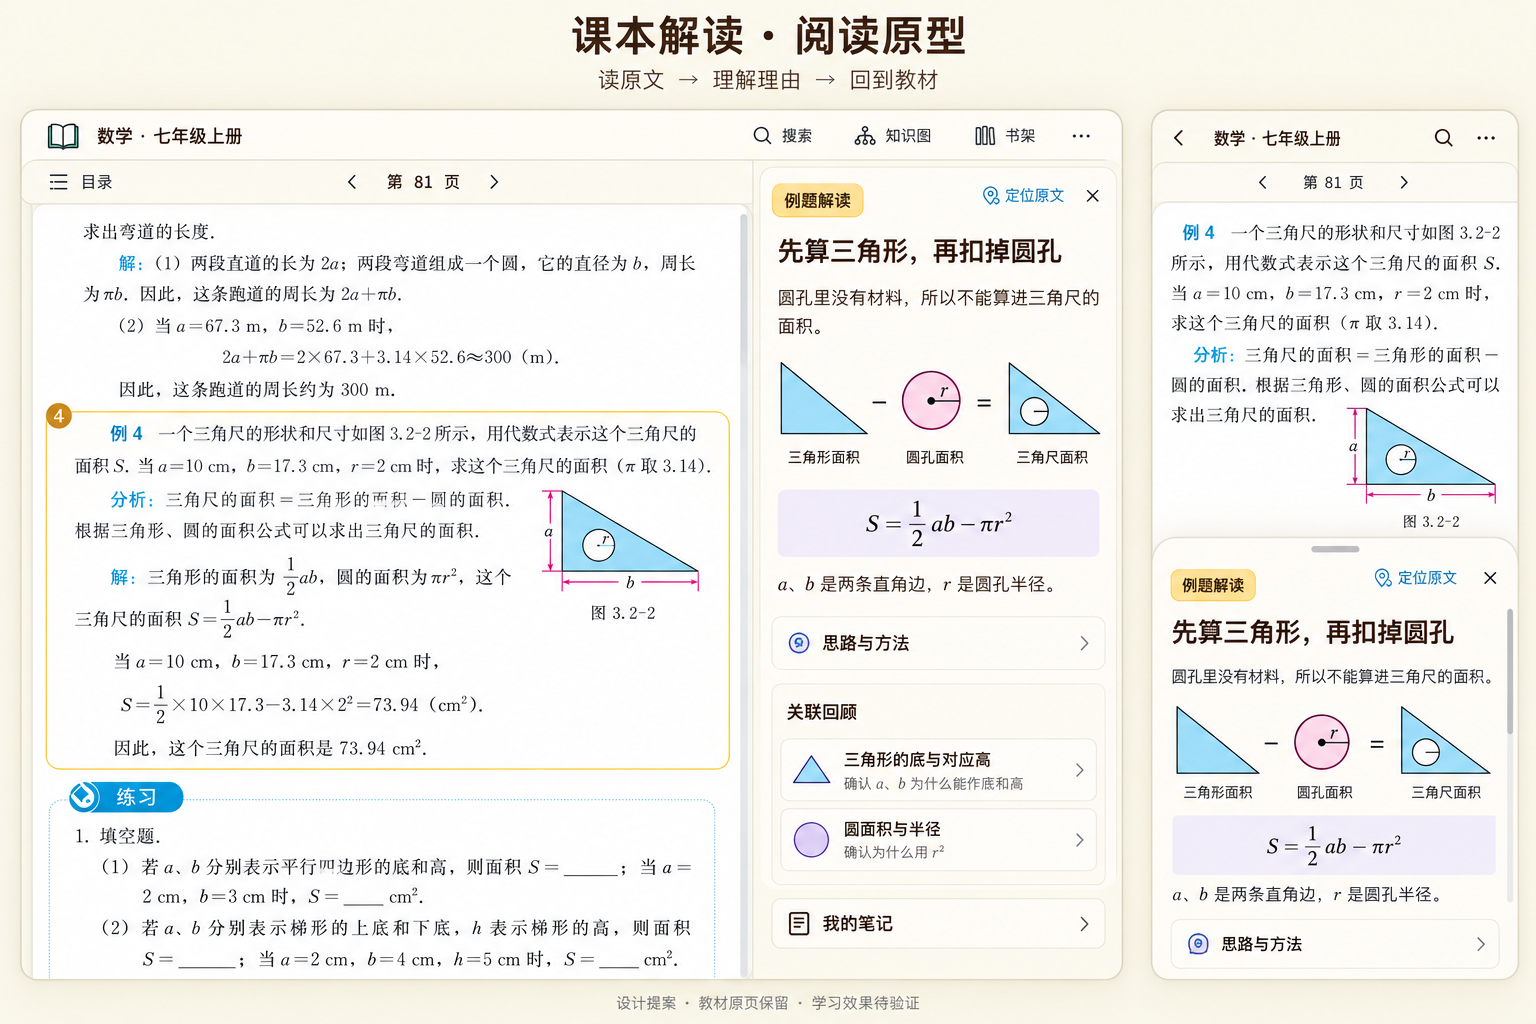 课本解读 · 阅读原型
读原文 → 理解理由 → 回到教材
数学 · 七年级上册
搜索
知识图
书架
目录
第 81 页
求出弯道的长度.
解：（1）两段直道的长为 2a；两段弯道组成一个圆，它的直径为 b，周长
为 πb. 因此，这条跑道的周长为 2a+πb.
（2）当 a=67.3 m，b=52.6 m 时，
2a+πb=2×67.3+3.14×52.6≈300（m）.
因此，这条跑道的周长约为 300 m.
4
例 4 一个三角尺的形状和尺寸如图 3.2-2 所示，用代数式表示这个三角尺的
面积 S. 当 a=10 cm，b=17.3 cm，r=2 cm 时，求这个三角尺的面积（π 取 3.14）.
分析：三角尺的面积＝三角形的面积－圆的面积.
根据三角形、圆的面积公式可以求出三角尺的面积.
解：三角形的面积为 1/2 ab，圆的面积为 πr²，这个
三角尺的面积 S=1/2 ab−πr².
当 a=10 cm，b=17.3 cm，r=2 cm 时，
S=1/2×10×17.3−3.14×2²=73.94（cm²）.
因此，这个三角尺的面积是 73.94 cm².
a
r
b
图 3.2-2
练习
1. 填空题.
（1）若 a、b 分别表示平行四边形的底和高，则面积 S=______；当 a=
2 cm，b=3 cm 时，S=____ cm².
（2）若 a、b 分别表示梯形的上底和下底，h 表示梯形的高，则面积
S=______；当 a=2 cm，b=4 cm，h=5 cm 时，S=____ cm².
例题解读
定位原文
先算三角形，再扣掉圆孔
圆孔里没有材料，所以不能算进三角尺的
面积。
− r =
三角形面积
圆孔面积
三角尺面积
S = 1/2 ab − πr²
a、b 是两条直角边，r 是圆孔半径。
思路与方法
关联回顾
三角形的底与对应高
确认 a、b 为什么能作底和高
圆面积与半径
确认为什么用 r²
我的笔记
数学 · 七年级上册
第 81 页
例 4 一个三角尺的形状和尺寸如图 3.2-2
所示，用代数式表示这个三角尺的面积 S.
当 a=10 cm，b=17.3 cm，r=2 cm 时，
求这个三角尺的面积（π 取 3.14）.
分析：三角尺的面积＝三角形的面积－
圆的面积. 根据三角形、圆的面积公式可以
求出三角尺的面积.
a
r
b
图 3.2-2
例题解读
定位原文
先算三角形，再扣掉圆孔
圆孔里没有材料，所以不能算进三角尺的面积。
− r =
三角形面积
圆孔面积
三角尺面积
S = 1/2 ab − πr²
a、b 是两条直角边，r 是圆孔半径。
思路与方法
设计提案 · 教材原页保留 · 学习效果待验证